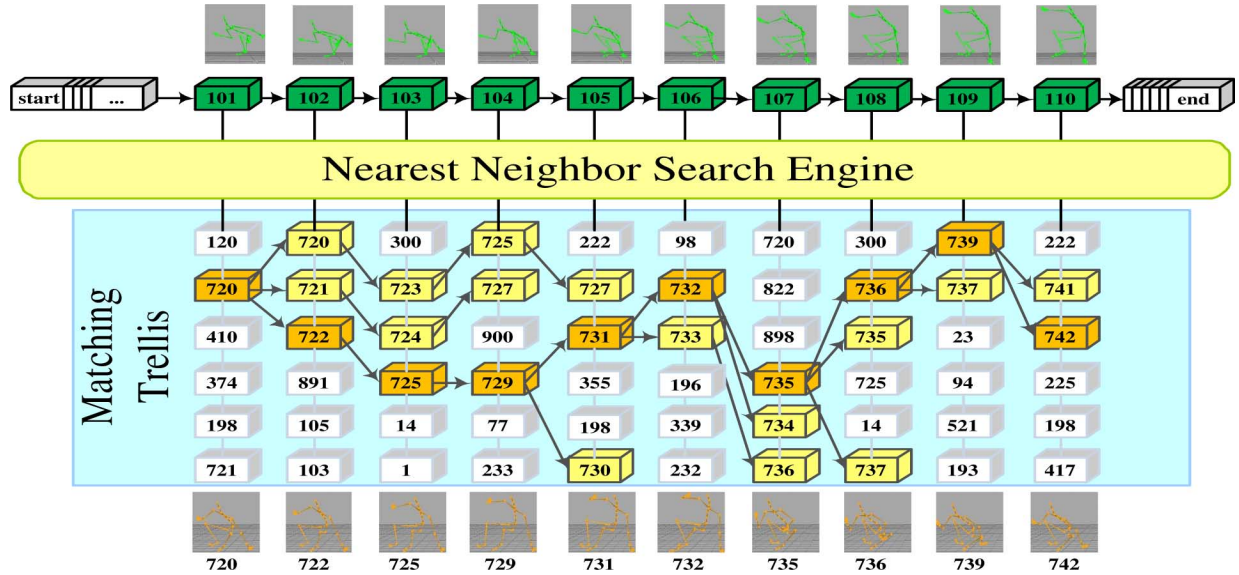 start ... 101 102 103 104 105 106 107 108 109 110 end
Nearest Neighbor Search Engine
Matching
Trellis
120 720 300 725 222 98 720 300 739 222
720 721 723 727 727 732 822 736 737 741
410 722 724 900 731 733 898 735 23 742
374 891 725 729 355 196 735 725 94 225
198 105 14 77 198 339 734 14 521 198
721 103 1 233 730 232 736 737 193 417
720 722 725 729 731 732 735 736 739 742